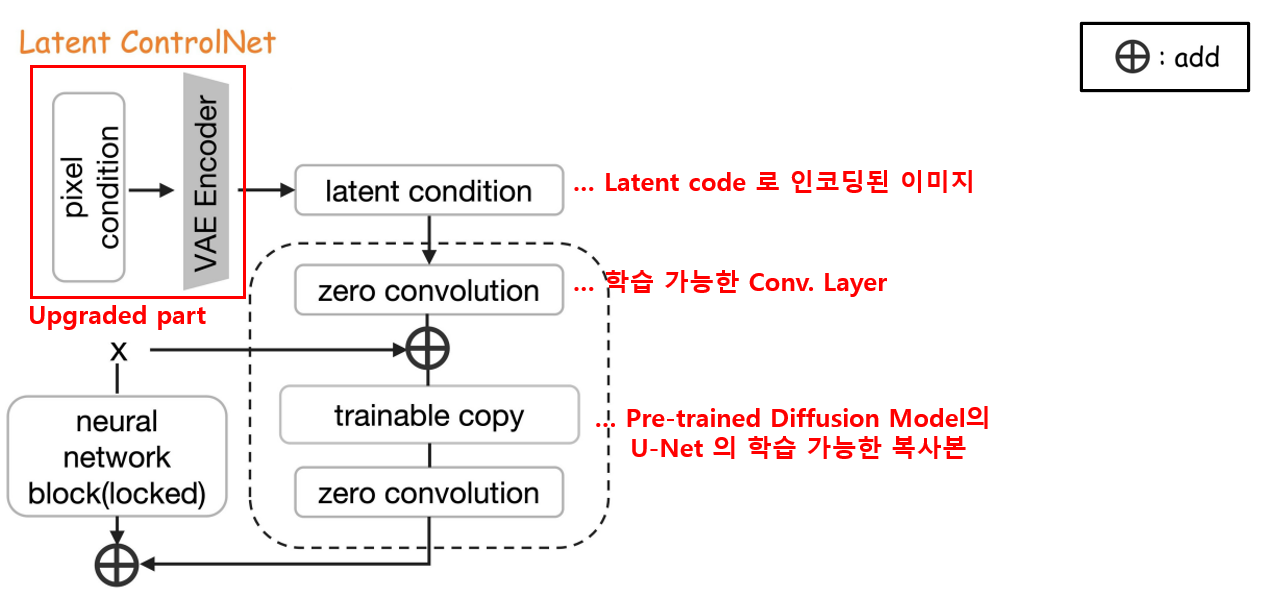 Latent ControlNet
⊕ : add
pixel
condition
VAE Encoder
latent condition
... Latent code 로 인코딩된 이미지
zero convolution
... 학습 가능한 Conv. Layer
Upgraded part
x
trainable copy
... Pre-trained Diffusion Model의
U-Net 의 학습 가능한 복사본
neural
network
block(locked)
zero convolution